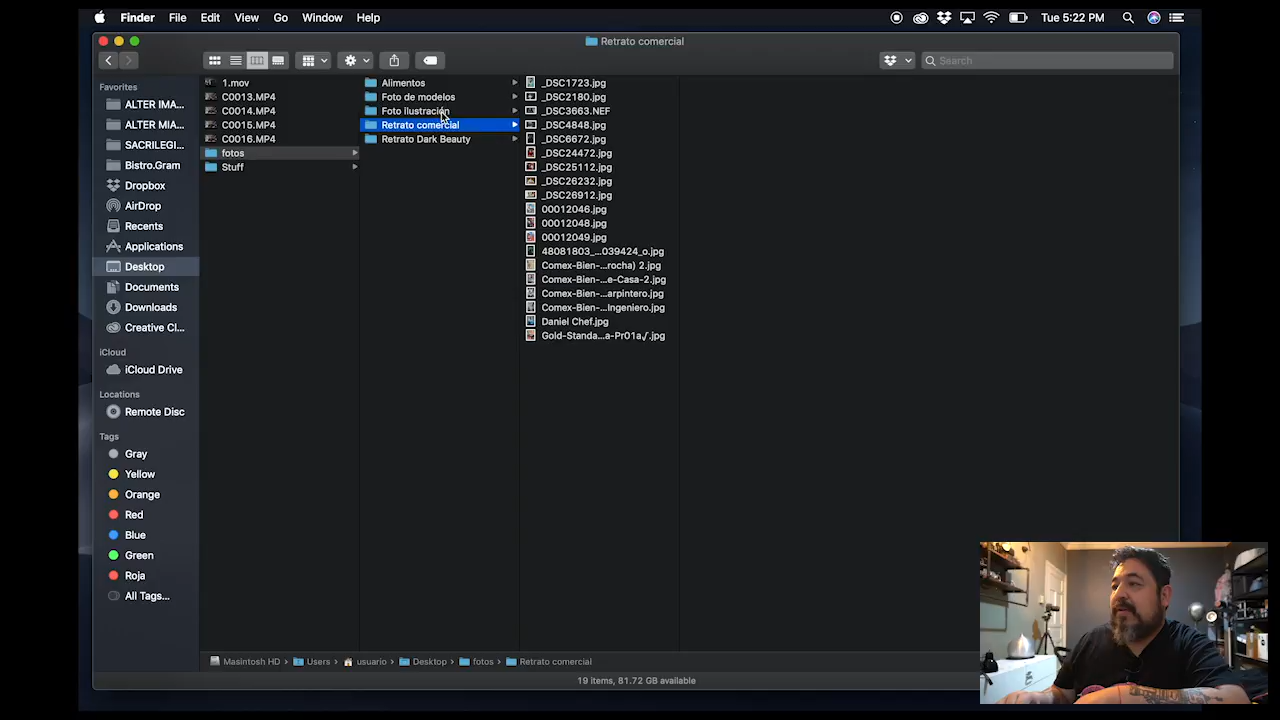 Finder File Edit View Go Window Help Tue 5:22 PM
Retrato comercial
Search
Favorites
ALTER IMA...
ALTER MIA...
SACRILEGI...
Bistro.Gram
Dropbox
AirDrop
Recents
Applications
Desktop
Documents
Downloads
Creative Cl...
iCloud
iCloud Drive
Locations
Remote Disc
Tags
Gray
Yellow
Orange
Red
Blue
Green
Roja
All Tags...
1.mov
C0013.MP4
C0014.MP4
C0015.MP4
C0016.MP4
fotos
Stuff
Alimentos
Foto de modelos
Foto ilustración
Retrato comercial
Retrato Dark Beauty
_DSC1723.jpg
_DSC2180.jpg
_DSC3663.NEF
_DSC4848.jpg
_DSC6672.jpg
_DSC24472.jpg
_DSC25112.jpg
_DSC26232.jpg
_DSC26912.jpg
00012046.jpg
00012048.jpg
00012049.jpg
48081803_...039424_o.jpg
Comex-Bien-...rocha) 2.jpg
Comex-Bien-...e-Casa-2.jpg
Comex-Bien-...arpintero.jpg
Comex-Bien-...Ingeniero.jpg
Daniel Chef.jpg
Gold-Standa...a-Pr01a,/.jpg
Masintosh HD › Users › usuario › Desktop › fotos › Retrato comercial
19 items, 81.72 GB available